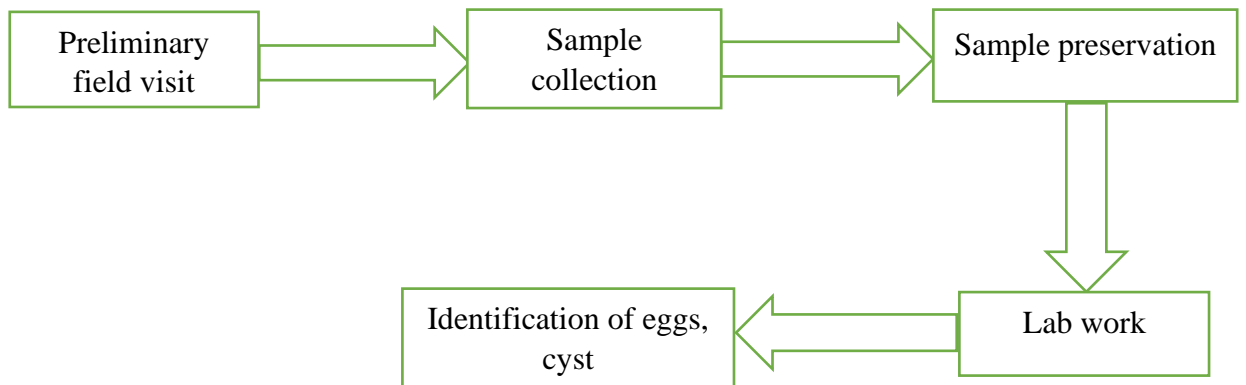 Preliminary
field visit
Sample
collection
Sample preservation
Lab work
Identification of eggs,
cyst